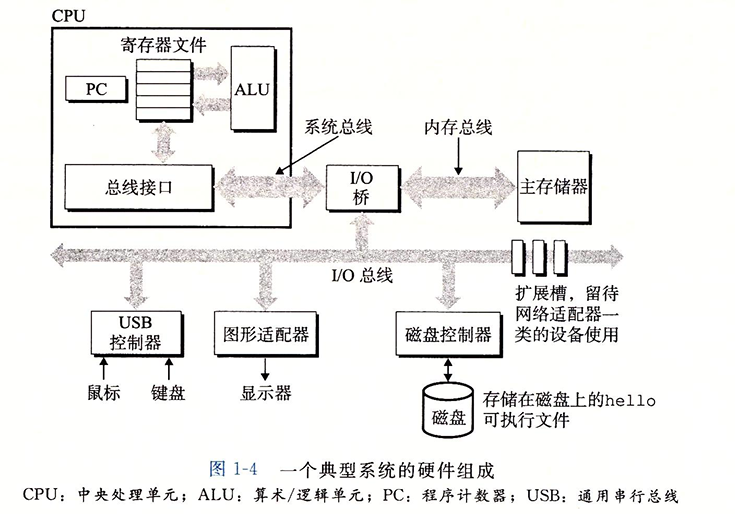 CPU
寄存器文件
PC
ALU
系统总线
内存总线
总线接口
I/O
桥
主存储器
I/O 总线
扩展槽，留待
网络适配器一
类的设备使用
USB
控制器
图形适配器
磁盘控制器
鼠标
键盘
显示器
磁盘
存储在磁盘上的hello
可执行文件
图 1-4 一个典型系统的硬件组成
CPU：中央处理单元；ALU：算术/逻辑单元；PC：程序计数器；USB：通用串行总线